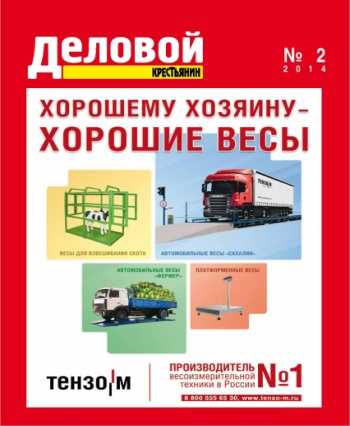 Деловой
КРЕСТЬЯНИН
№ 2
2014
ХОРОШЕМУ ХОЗЯИНУ–
ХОРОШИЕ ВЕСЫ
ТЕНЗО-М
ВЕСЫ ДЛЯ ВЗВЕШИВАНИЯ СКОТА
АВТОМОБИЛЬНЫЕ ВЕСЫ «САХАЛИН»
АВТОМОБИЛЬНЫЕ ВЕСЫ
«ФЕРМЕР»
ПЛАТФОРМЕННЫЕ ВЕСЫ
ТЕНЗО-М
ПРОИЗВОДИТЕЛЬ
весоизмерительной
техники в России
№1
8 800 555 65 30, www.tenso-m.ru